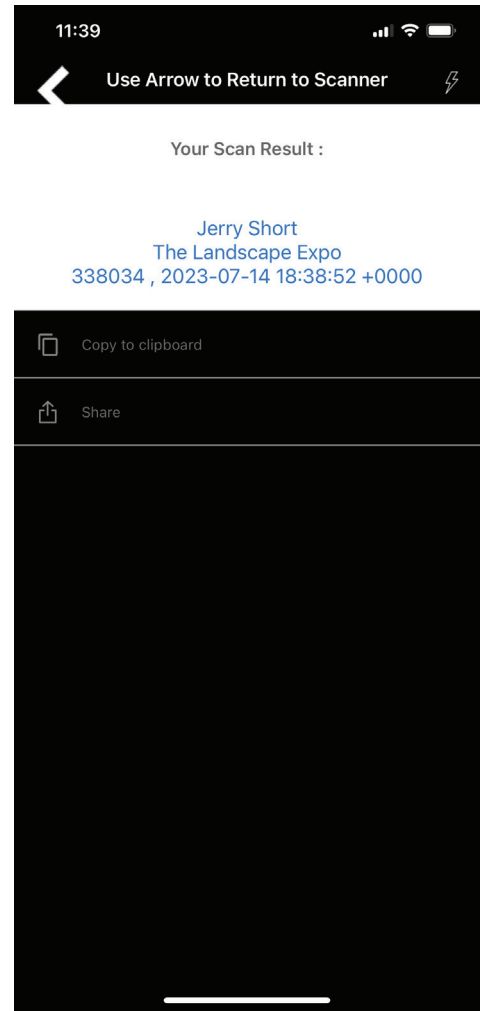 11:39
Use Arrow to Return to Scanner
Your Scan Result :
Jerry Short
The Landscape Expo
338034 , 2023-07-14 18:38:52 +0000
Copy to clipboard
Share